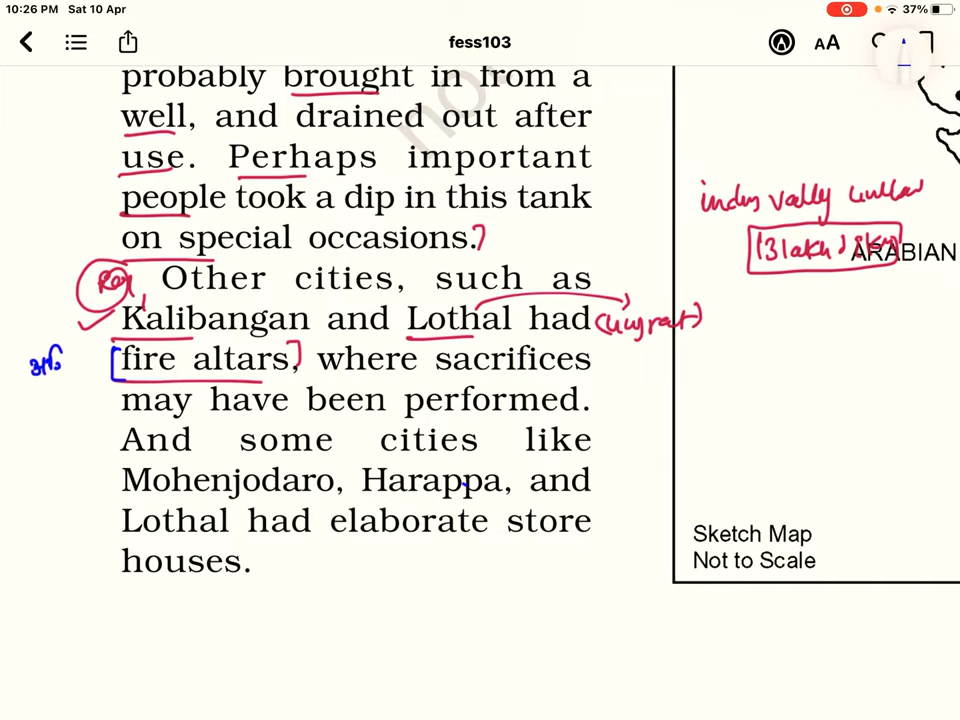 10:26 PM Sat 10 Apr
37%
fess103
AA
probably brought in from a
well, and drained out after
use. Perhaps important
people took a dip in this tank
on special occasions.
Other cities, such as
Kalibangan and Lothal had
fire altars, where sacrifices
may have been performed.
And some cities like
Mohenjodaro, Harappa, and
Lothal had elaborate store
houses.
no
indus vally
ARABIAN
Sketch Map
Not to Scale